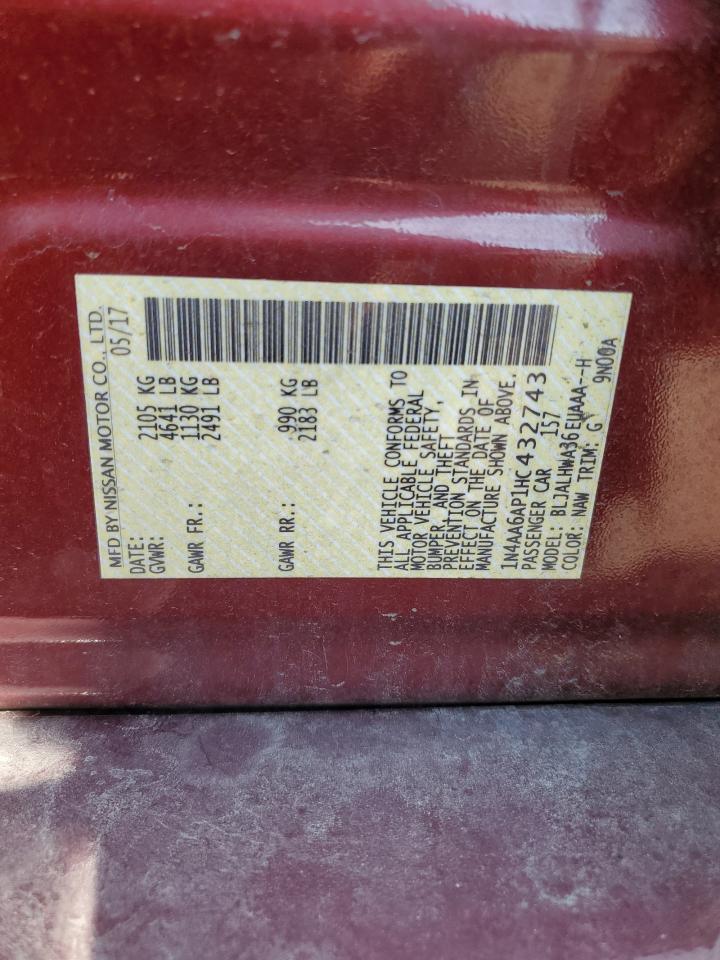 MFD BY NISSAN MOTOR CO., LTD.
DATE: 05/17
GVWR: 2105 KG
4641 LB
GAWR FR.: 1130 KG
2491 LB
GAWR RR.: 990 KG
2183 LB
THIS VEHICLE CONFORMS TO
ALL APPLICABLE FEDERAL
MOTOR VEHICLE SAFETY,
BUMPER, AND THEFT
PREVENTION STANDARDS IN
EFFECT ON THE DATE OF
MANUFACTURE SHOWN ABOVE.
1N4AA6AP1HC432743
PASSENGER CAR 157
MODEL: BLJALHWA36EUAAA--H
COLOR: NAW TRIM: G 9N00A